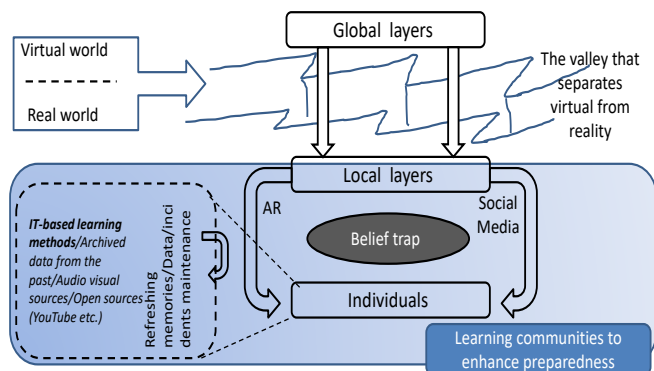 Global layers
Virtual world
Real world
The valley that
separates
virtual from
reality
Local layers
AR
Social
Media
Belief trap
Individuals
IT-based learning
methods/Archived
data from the
past/Audio visual
sources/Open sources
(YouTube etc.)
Refreshing
memories/Data/inci
dents maintenance
Learning communities to
enhance preparedness